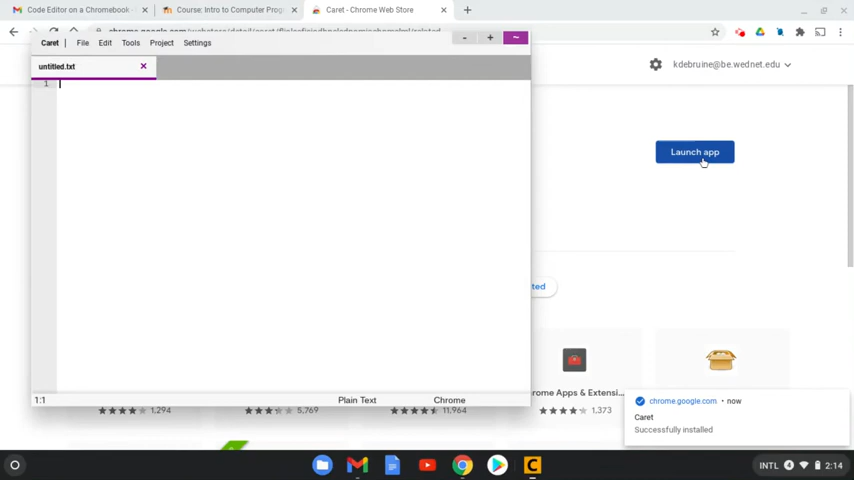 Code Editor on a Chromebook -
Course: Intro to Computer Prog
Caret - Chrome Web Store
Caret
File Edit Tools Project Settings
kdebruine@be.wednet.edu
untitled.txt
1
Launch app
ted
rome Apps & Extensi...
1:1
Plain Text
Chrome
1,294
5,769
11,964
1,373
chrome.google.com • now
Caret
Successfully installed
INTL 4 2:14